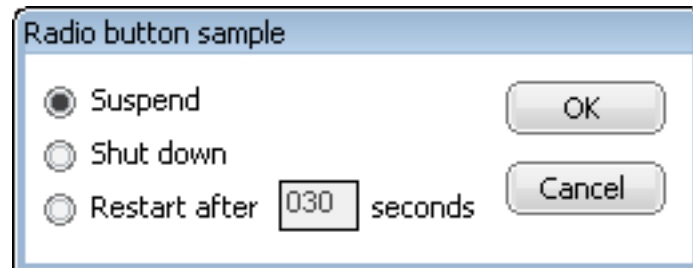 Radio button sample
Suspend
OK
Shut down
Restart after 030 seconds
Cancel